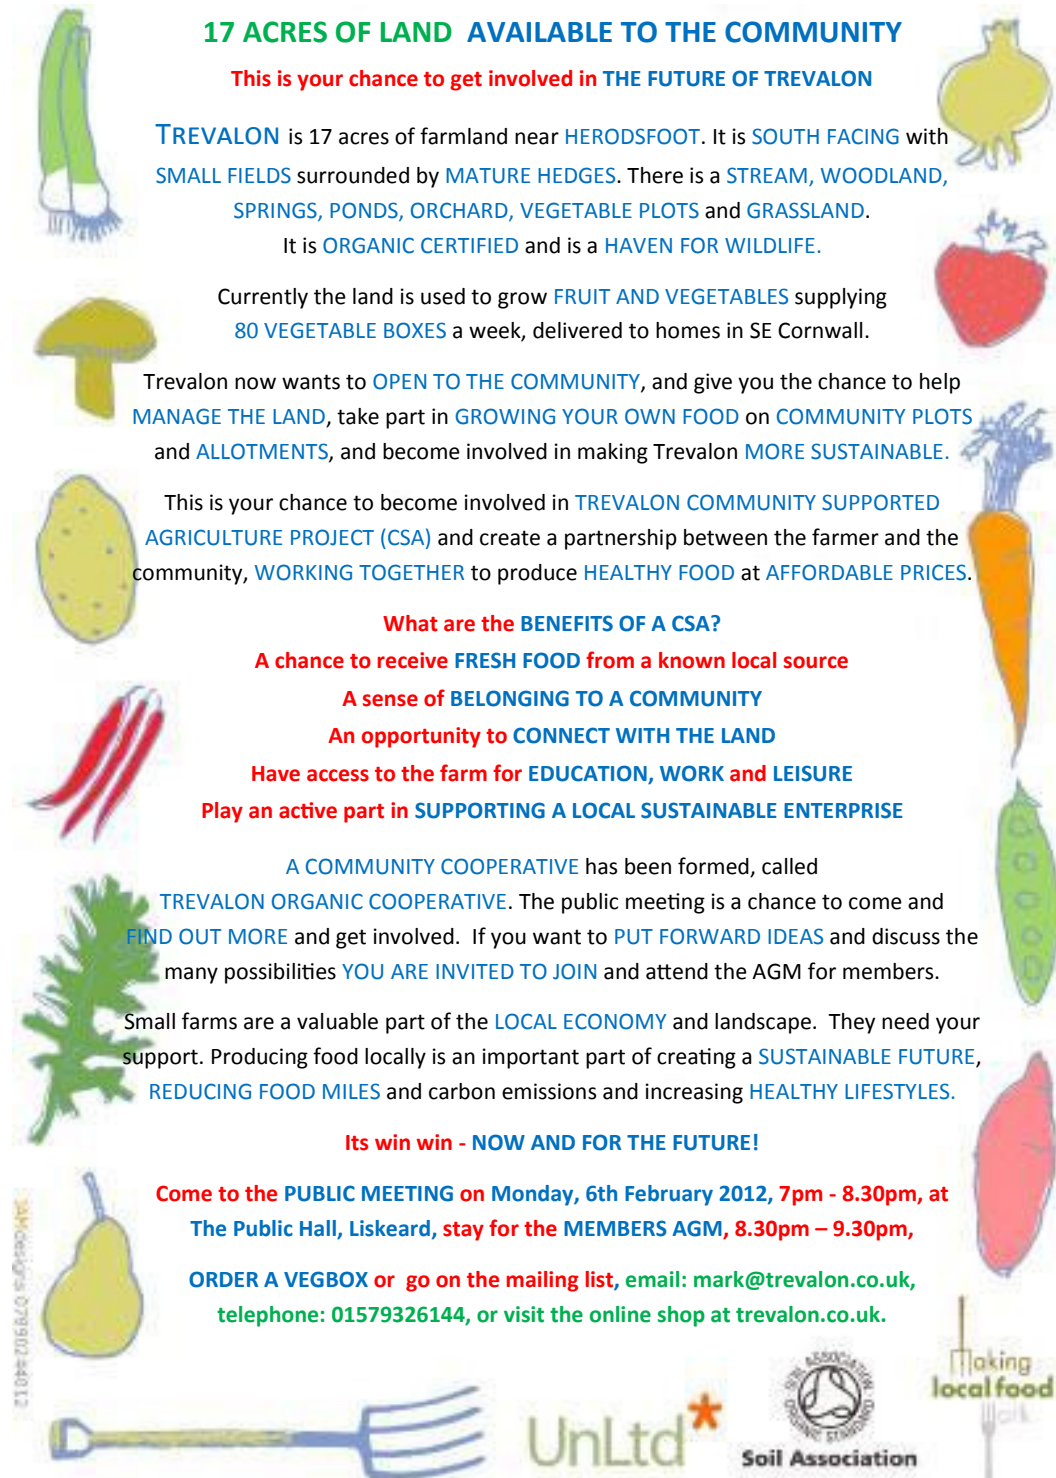 17 ACRES OF LAND AVAILABLE TO THE COMMUNITY
This is your chance to get involved in THE FUTURE OF TREVALON
TREVALON is 17 acres of farmland near HERODSFOOT. It is SOUTH FACING with
SMALL FIELDS surrounded by MATURE HEDGES. There is a STREAM, WOODLAND,
SPRINGS, PONDS, ORCHARD, VEGETABLE PLOTS and GRASSLAND.
It is ORGANIC CERTIFIED and is a HAVEN FOR WILDLIFE.
Currently the land is used to grow FRUIT AND VEGETABLES supplying
80 VEGETABLE BOXES a week, delivered to homes in SE Cornwall.
Trevalon now wants to OPEN TO THE COMMUNITY, and give you the chance to help
MANAGE THE LAND, take part in GROWING YOUR OWN FOOD on COMMUNITY PLOTS
and ALLOTMENTS, and become involved in making Trevalon MORE SUSTAINABLE.
This is your chance to become involved in TREVALON COMMUNITY SUPPORTED
AGRICULTURE PROJECT (CSA) and create a partnership between the farmer and the
community, WORKING TOGETHER to produce HEALTHY FOOD at AFFORDABLE PRICES.
What are the BENEFITS OF A CSA?
A chance to receive FRESH FOOD from a known local source
A sense of BELONGING TO A COMMUNITY
An opportunity to CONNECT WITH THE LAND
Have access to the farm for EDUCATION, WORK and LEISURE
Play an active part in SUPPORTING A LOCAL SUSTAINABLE ENTERPRISE
A COMMUNITY COOPERATIVE has been formed, called
TREVALON ORGANIC COOPERATIVE. The public meeting is a chance to come and
FIND OUT MORE and get involved. If you want to PUT FORWARD IDEAS and discuss the
many possibilities YOU ARE INVITED TO JOIN and attend the AGM for members.
Small farms are a valuable part of the LOCAL ECONOMY and landscape. They need your
support. Producing food locally is an important part of creating a SUSTAINABLE FUTURE,
REDUCING FOOD MILES and carbon emissions and increasing HEALTHY LIFESTYLES.
Its win win - NOW AND FOR THE FUTURE!
Come to the PUBLIC MEETING on Monday, 6th February 2012, 7pm - 8.30pm, at
The Public Hall, Liskeard, stay for the MEMBERS AGM, 8.30pm – 9.30pm,
ORDER A VEGBOX or go on the mailing list, email: mark@trevalon.co.uk,
telephone: 01579326144, or visit the online shop at trevalon.co.uk.
JAM designs 07890244012
UnLtd*
SOIL ASSOCIATION
ORGANIC STANDARD
Soil Association
Making
local food
work